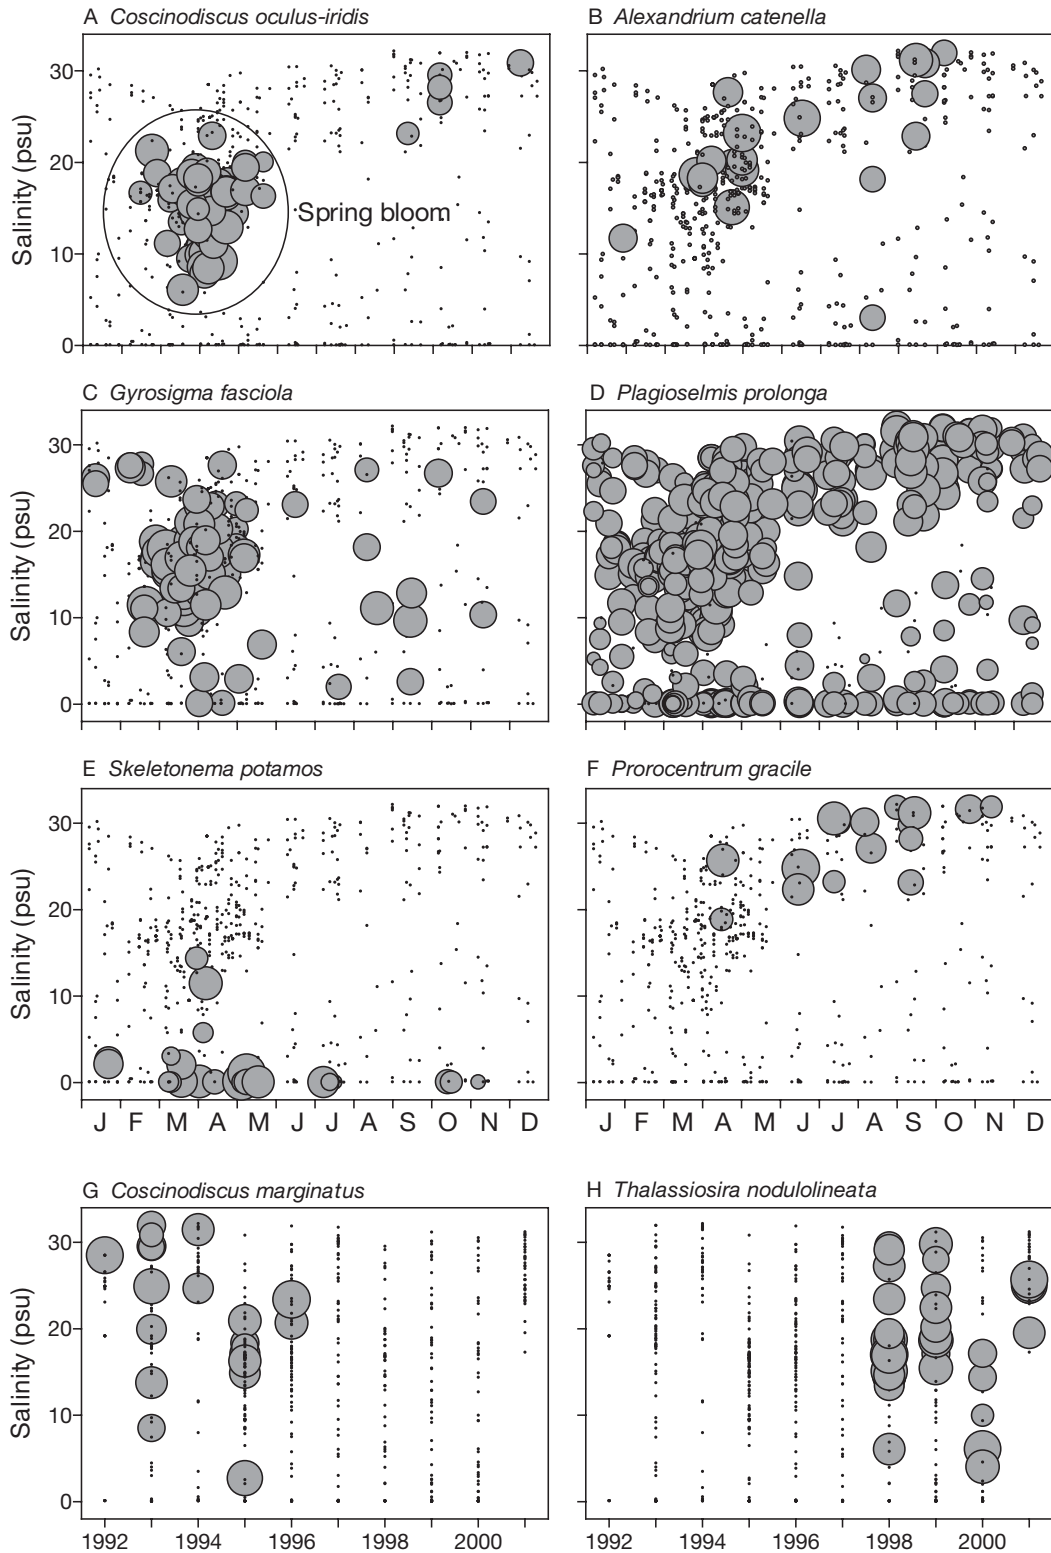 A Coscinodiscus oculus-iridis
B Alexandrium catenella
Salinity (psu)
30
20
10
0
Spring bloom
C Gyrosigma fasciola
D Plagioselmis prolonga
Salinity (psu)
30
20
10
0
E Skeletonema potamos
F Prorocentrum gracile
Salinity (psu)
30
20
10
0
J F M A M J J A S O N D
J F M A M J J A S O N D
G Coscinodiscus marginatus
H Thalassiosira nodulolineata
Salinity (psu)
30
20
10
0
1992 1994 1996 1998 2000
1992 1994 1996 1998 2000